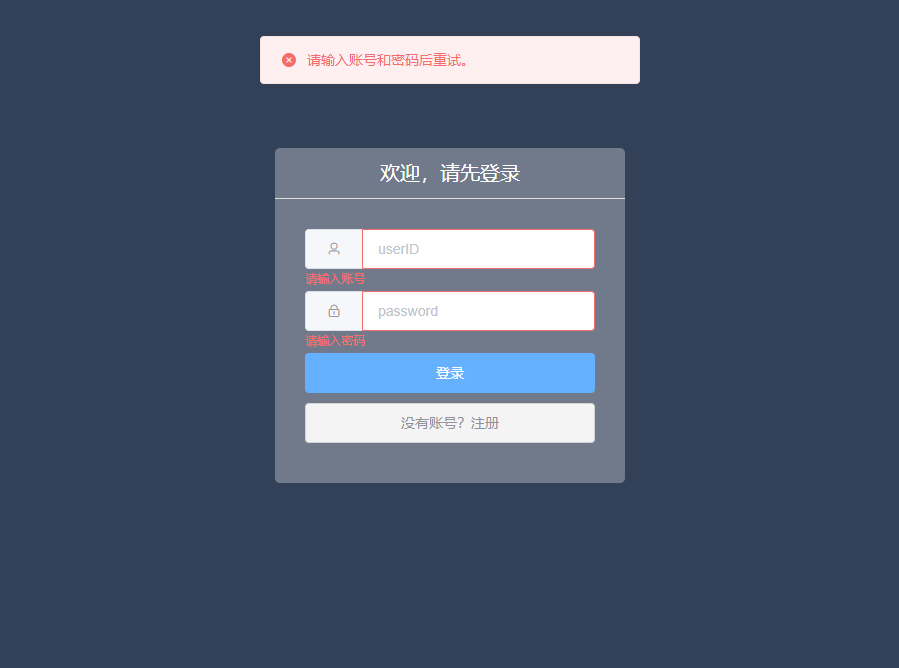 请输入账号和密码后重试。
欢迎，请先登录
userID
请输入账号
password
请输入密码
登录
没有账号？注册